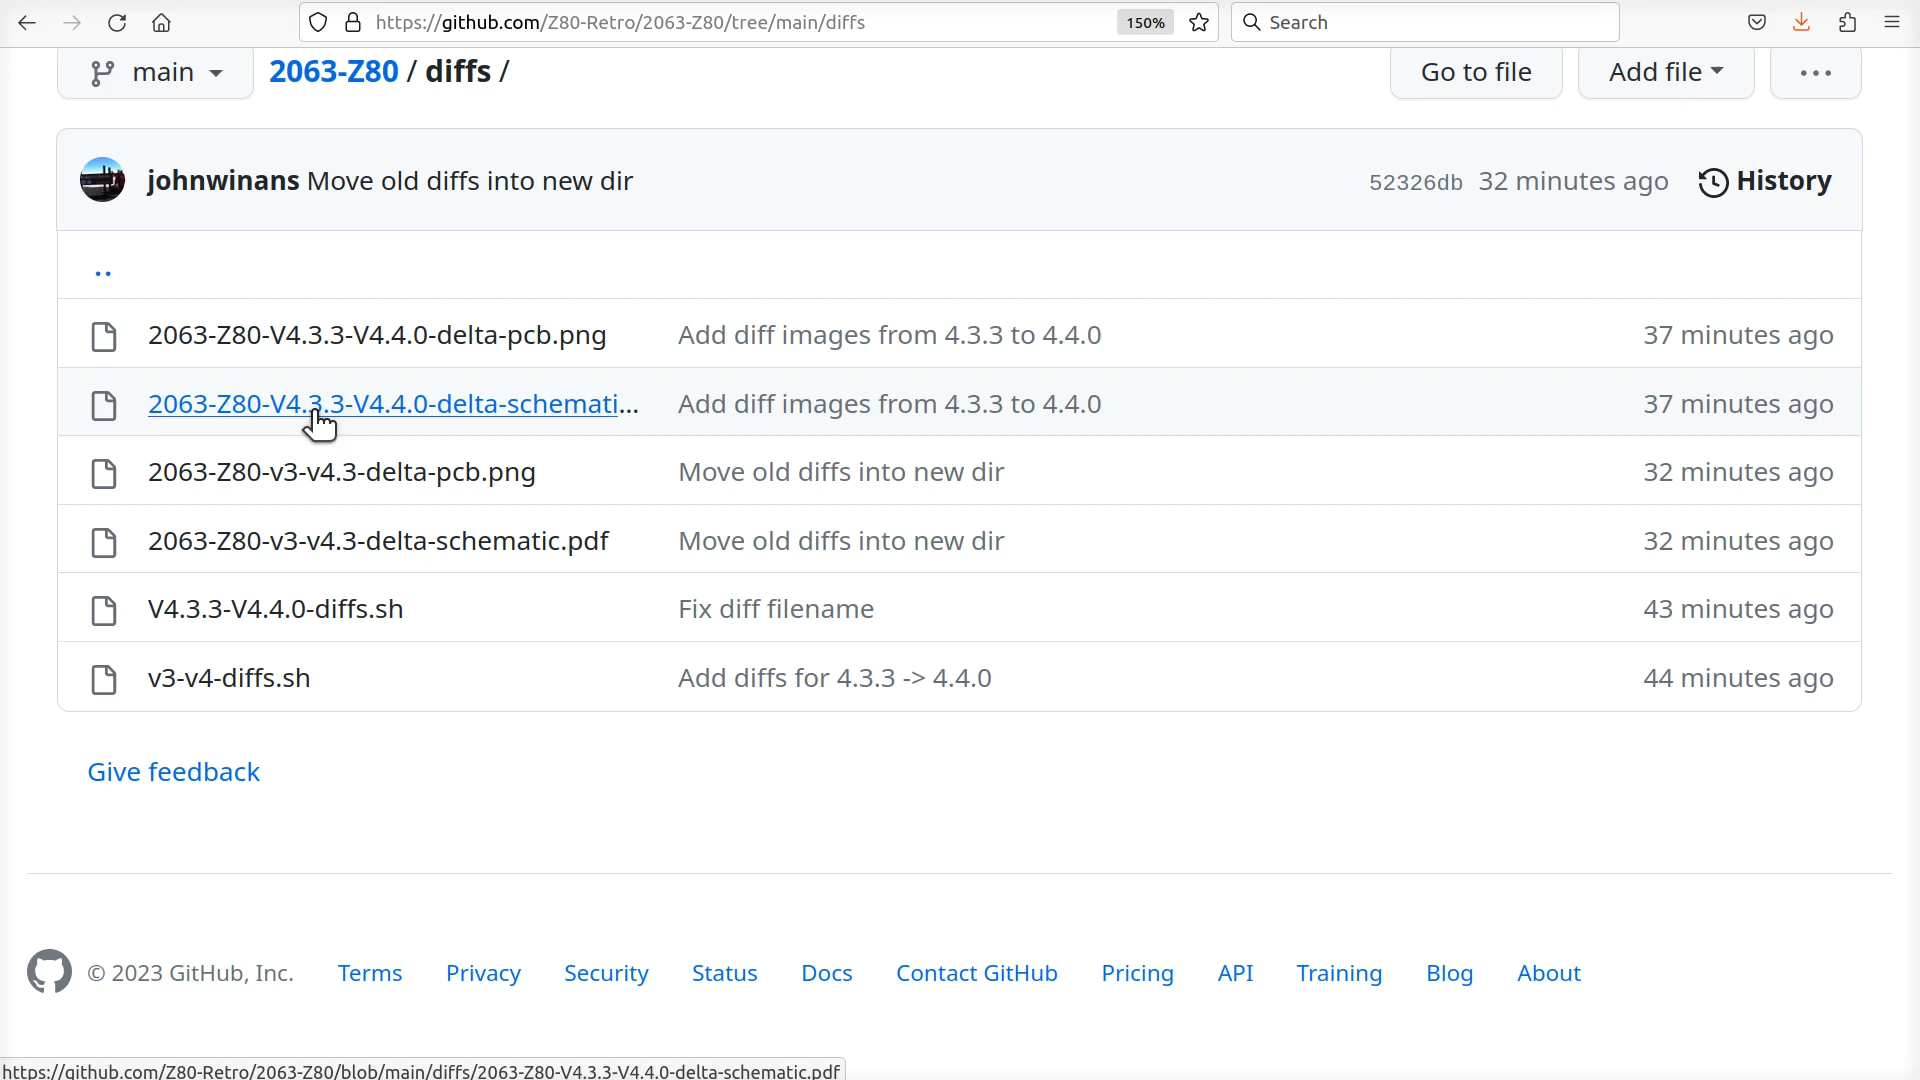 https://github.com/Z80-Retro/2063-Z80/tree/main/diffs 150% Search
main 2063-Z80 / diffs / Go to file Add file ...
johnwinans Move old diffs into new dir 52326db 32 minutes ago History
..
2063-Z80-V4.3.3-V4.4.0-delta-pcb.png Add diff images from 4.3.3 to 4.4.0 37 minutes ago
2063-Z80-V4.3.3-V4.4.0-delta-schemati... Add diff images from 4.3.3 to 4.4.0 37 minutes ago
2063-Z80-v3-v4.3-delta-pcb.png Move old diffs into new dir 32 minutes ago
2063-Z80-v3-v4.3-delta-schematic.pdf Move old diffs into new dir 32 minutes ago
V4.3.3-V4.4.0-diffs.sh Fix diff filename 43 minutes ago
v3-v4-diffs.sh Add diffs for 4.3.3 -> 4.4.0 44 minutes ago
Give feedback
© 2023 GitHub, Inc. Terms Privacy Security Status Docs Contact GitHub Pricing API Training Blog About
https://github.com/Z80-Retro/2063-Z80/blob/main/diffs/2063-Z80-V4.3.3-V4.4.0-delta-schematic.pdf